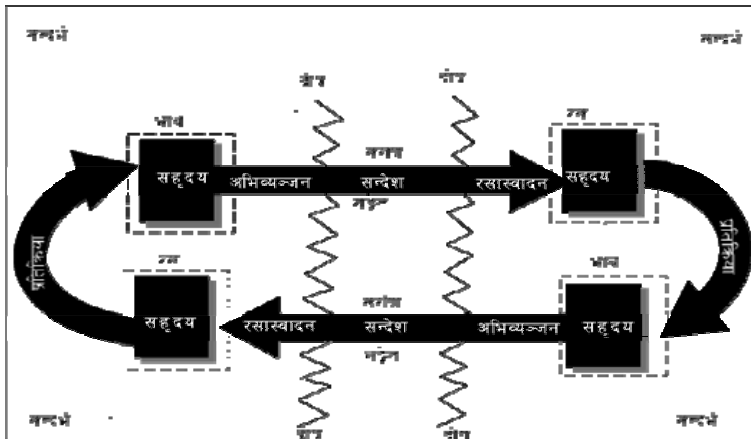 सन्दर्भ सन्दर्भ
दोष दोष
भाव रस
सहृदय अभिव्यञ्जन सन्देश रसास्वादन सहृदय
प्रतिक्रिया प्रतिक्रिया
रस भाव
सहृदय रसास्वादन सन्देश अभिव्यञ्जन सहृदय
सन्दर्भ सन्दर्भ
दोष दोष